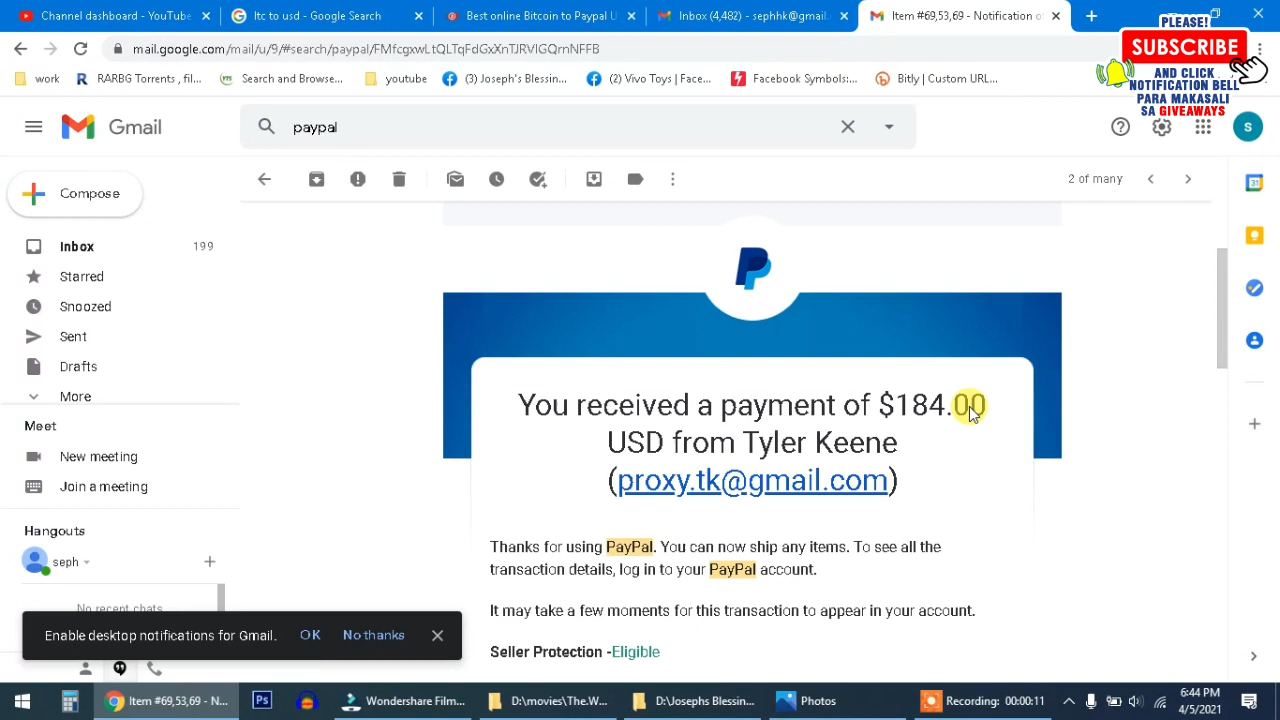 Channel dashboard - YouTube
ltc to usd - Google Search
Best online Bitcoin to Paypal U
Inbox (4,482) - sephhk@gmail.
Item #69,53,69 - Notification of
mail.google.com/mail/u/9/#search/paypal/FMfcgxwLtQLTqFdGxXnTJRVlGQrnNFFB
work
RARBG Torrents , fil...
Search and Browse...
youtube
(3) Joseph's Blessin...
(2) Vivo Toys | Face...
Facebook Symbols:...
Bitly | Custom URL...
PLEASE!
SUBSCRIBE
AND CLICK
NOTIFICATION BELL
PARA MAKASALI
SA GIVEAWAYS
Gmail
paypal
S
Compose
2 of many
Inbox 199
Starred
Snoozed
Sent
Drafts
More
Meet
New meeting
Join a meeting
Hangouts
seph
No recent chats
You received a payment of $184.00
USD from Tyler Keene
(proxy.tk@gmail.com)
Thanks for using PayPal. You can now ship any items. To see all the
transaction details, log in to your PayPal account.
It may take a few moments for this transaction to appear in your account.
Seller Protection -Eligible
Enable desktop notifications for Gmail. OK No thanks
Item #69,53,69 - N...
Ps
Wondershare Film...
D:\movies\The.W...
D:\Josephs Blessin...
Photos
Recording: 00:00:11
6:44 PM
4/5/2021